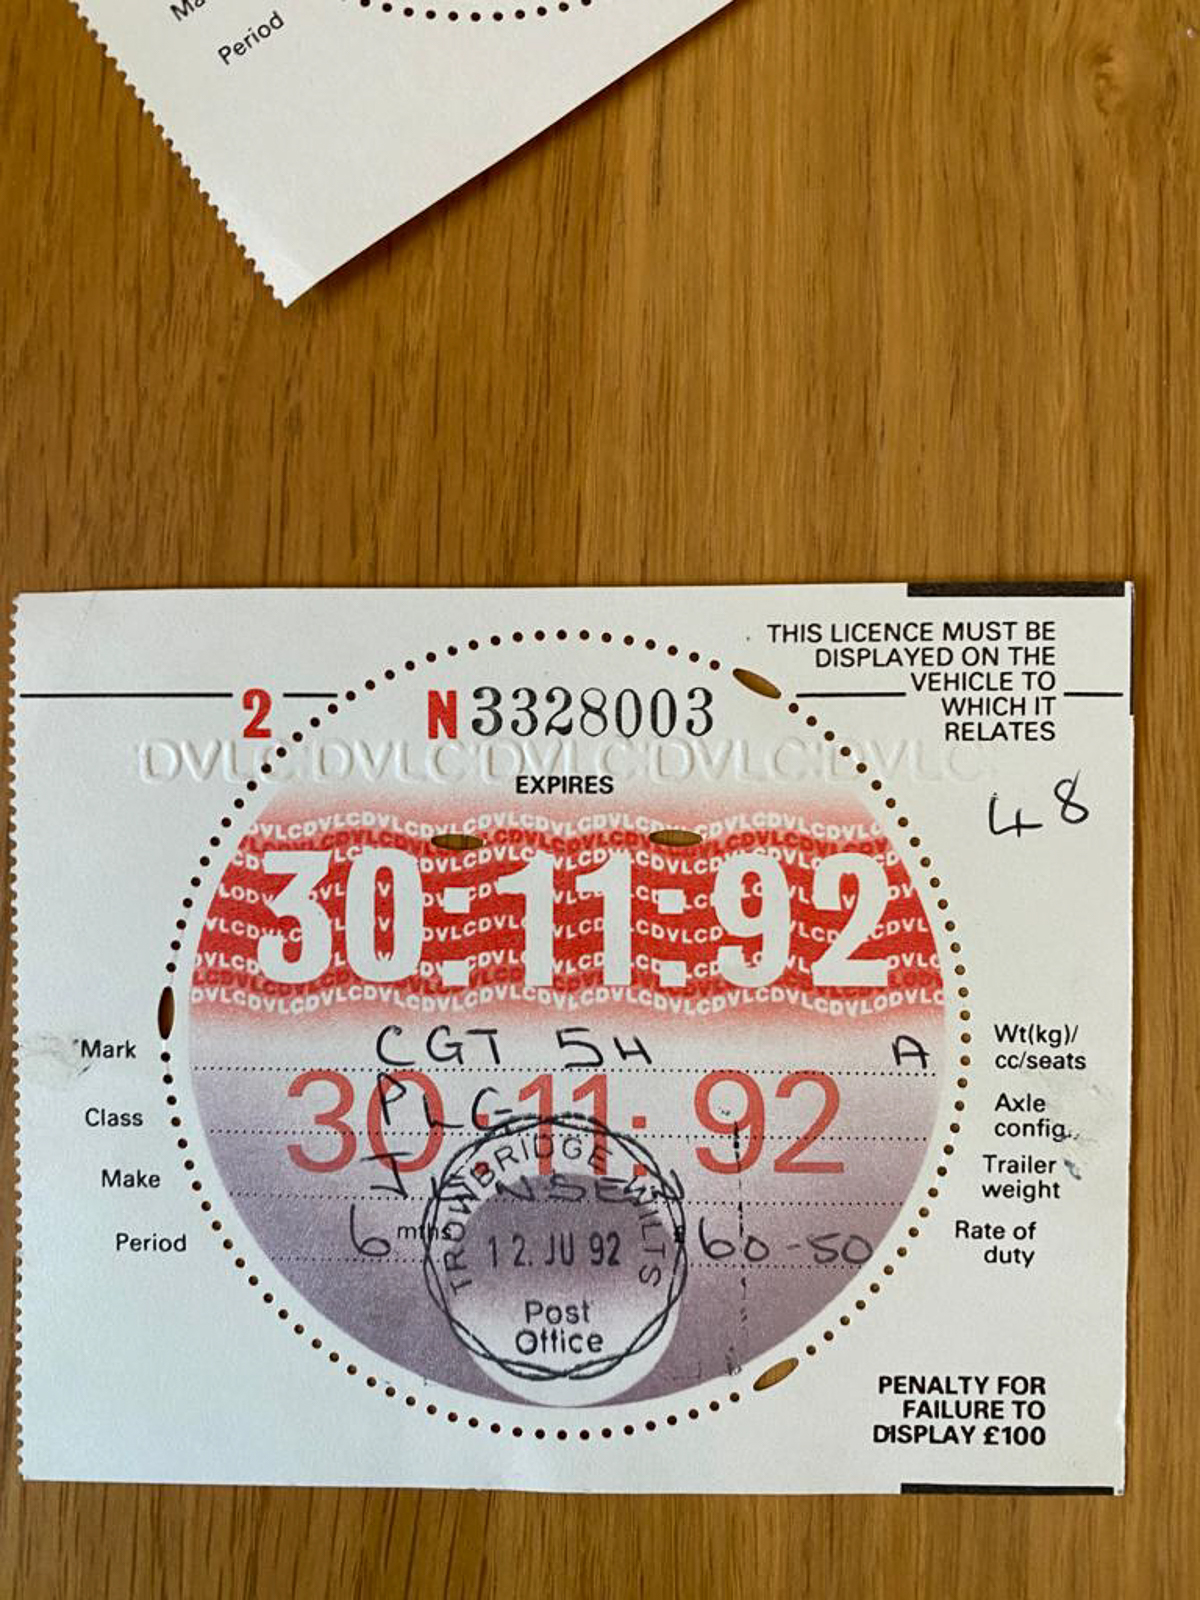 Period
THIS LICENCE MUST BE
DISPLAYED ON THE
VEHICLE TO
WHICH IT
RELATES
2
N 3328003
DVLC DVLC DVLC DVLC DVLC
EXPIRES
48
30:11:92
Mark CGT 5H A Wt(kg)/
cc/seats
30:11:92
Class PLG Axle
config.
Make Trailer
weight
Period 6 mths 60-50 Rate of
duty
TROWBRIDGE WILTS
12. JU 92
Post
Office
PENALTY FOR
FAILURE TO
DISPLAY £100